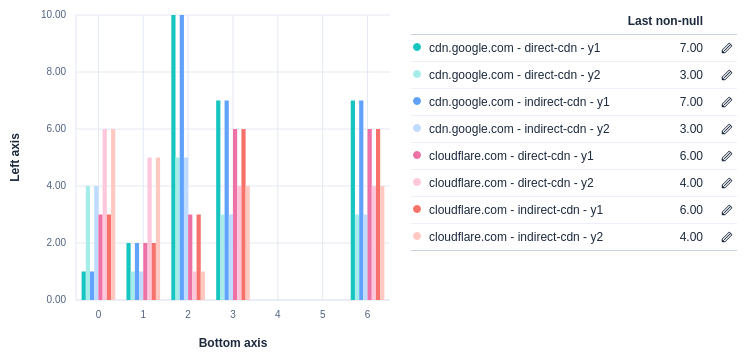 10.00
8.00
6.00
4.00
2.00
0.00
Left axis
0 1 2 3 4 5 6
Bottom axis
Last non-null
cdn.google.com - direct-cdn - y1 7.00
cdn.google.com - direct-cdn - y2 3.00
cdn.google.com - indirect-cdn - y1 7.00
cdn.google.com - indirect-cdn - y2 3.00
cloudflare.com - direct-cdn - y1 6.00
cloudflare.com - direct-cdn - y2 4.00
cloudflare.com - indirect-cdn - y1 6.00
cloudflare.com - indirect-cdn - y2 4.00